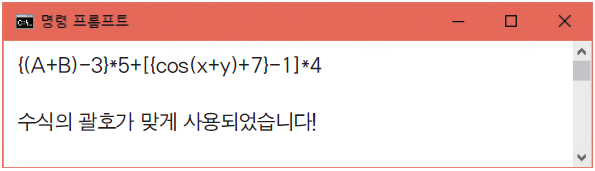 명령 프롬프트
{(A+B)-3}*5+[{cos(x+y)+7}-1]*4
수식의 괄호가 맞게 사용되었습니다!